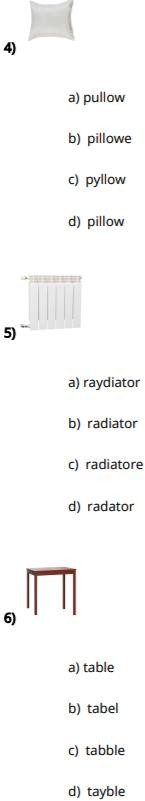 4)
a) pullow
b) pillowe
c) pyllow
d) pillow
5)
a) raydiator
b) radiator
c) radiatore
d) radator
6)
a) table
b) tabel
c) tabble
d) tayble